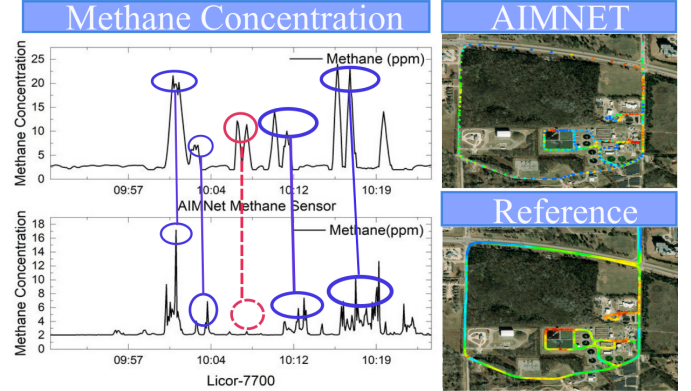 Methane Concentration
AIMNET
Methane (ppm)
Methane Concentration
25
20
15
10
5
0
09:57
10:04
10:12
10:19
AIMNet Methane Sensor
Methane(ppm)
Methane Concentration
18
16
14
12
10
8
6
4
2
0
09:57
10:04
10:12
10:19
Licor-7700
Reference